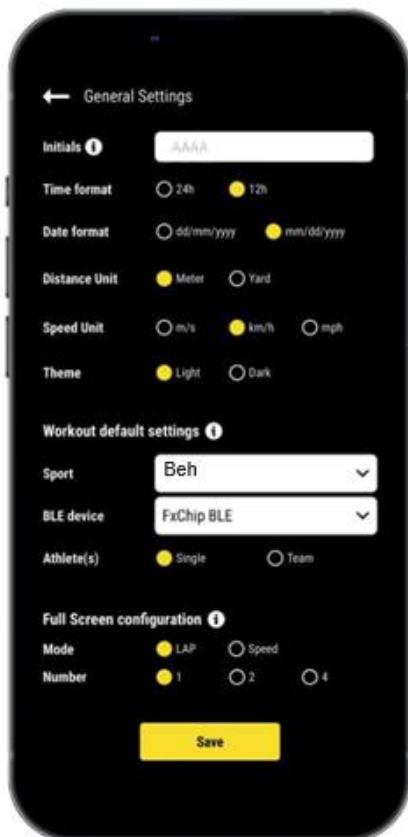 General Settings
Initials i AAAA
Time format 24h 12h
Date format dd/mm/yyyy mm/dd/yyyy
Distance Unit Meter Yard
Speed Unit m/s km/h mph
Theme Light Dark
Workout default settings i
Sport Beh
BLE device FxChip BLE
Athlete(s) Single Team
Full Screen configuration i
Mode LAP Speed
Number 1 2 4
Save